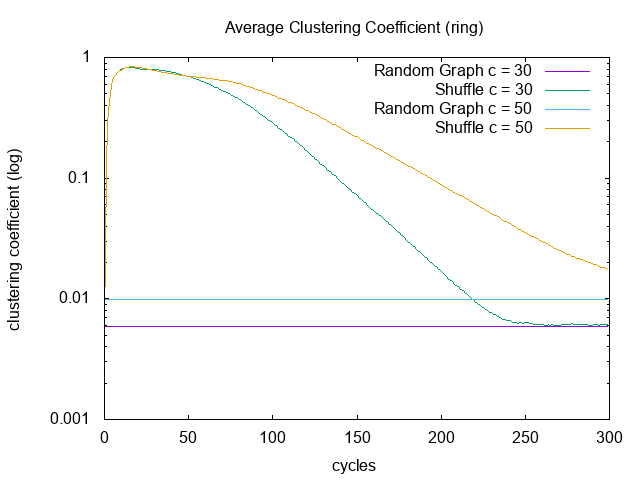 Average Clustering Coefficient (ring)
1
0.1
0.01
0.001
clustering coefficient (log)
Random Graph c = 30
Shuffle c = 30
Random Graph c = 50
Shuffle c = 50
0 50 100 150 200 250 300
cycles